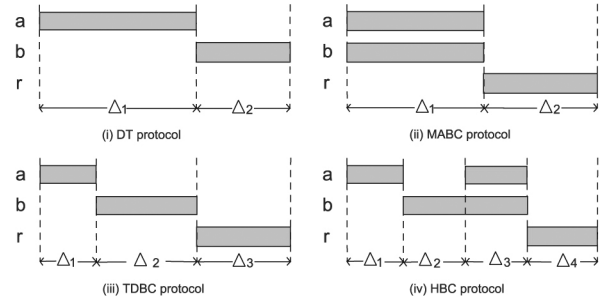 a
b
r
Δ1 Δ2
(i) DT protocol
a
b
r
Δ1 Δ2
(ii) MABC protocol
a
b
r
Δ1 Δ2 Δ3
(iii) TDBC protocol
a
b
r
Δ1 Δ2 Δ3 Δ4
(iv) HBC protocol